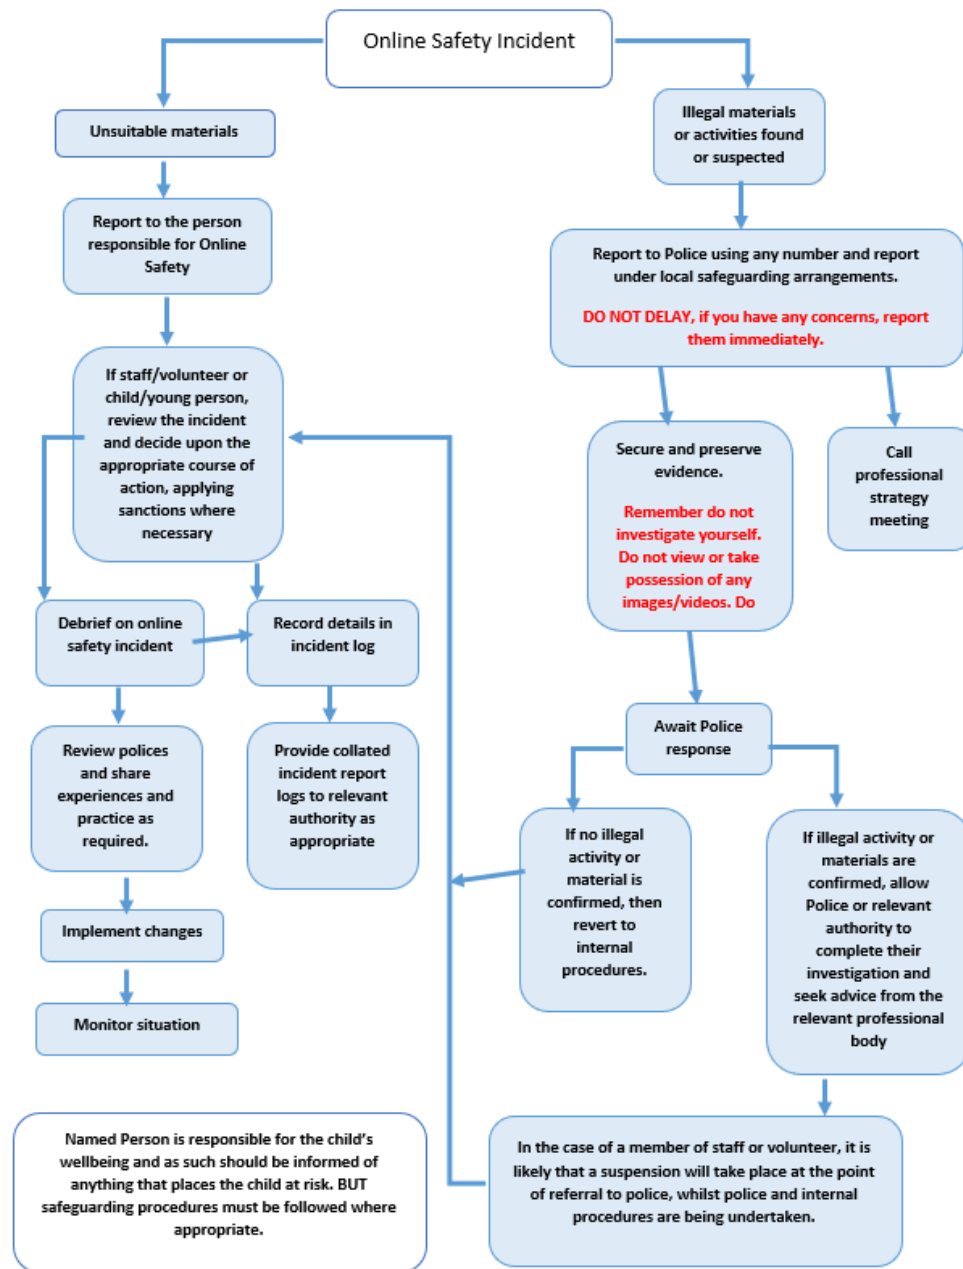 Online Safety Incident
Unsuitable materials
Report to the person
responsible for Online
Safety
If staff/volunteer or
child/young person,
review the incident
and decide upon the
appropriate course of
action, applying
sanctions where
necessary
Debrief on online
safety incident
Record details in
incident log
Review polices
and share
experiences and
practice as
required.
Provide collated
incident report
logs to relevant
authority as
appropriate
Implement changes
Monitor situation
Illegal materials
or activities found
or suspected
Report to Police using any number and report
under local safeguarding arrangements.
DO NOT DELAY, if you have any concerns, report
them immediately.
Secure and preserve
evidence.
Remember do not
investigate yourself.
Do not view or take
possession of any
images/videos. Do
Call
professional
strategy
meeting
Await Police
response
If no illegal
activity or
material is
confirmed, then
revert to
internal
procedures.
If illegal activity or
materials are
confirmed, allow
Police or relevant
authority to
complete their
investigation and
seek advice from the
relevant professional
body
In the case of a member of staff or volunteer, it is
likely that a suspension will take place at the point
of referral to police, whilst police and internal
procedures are being undertaken.
Named Person is responsible for the child's
wellbeing and as such should be informed of
anything that places the child at risk. BUT
safeguarding procedures must be followed where
appropriate.